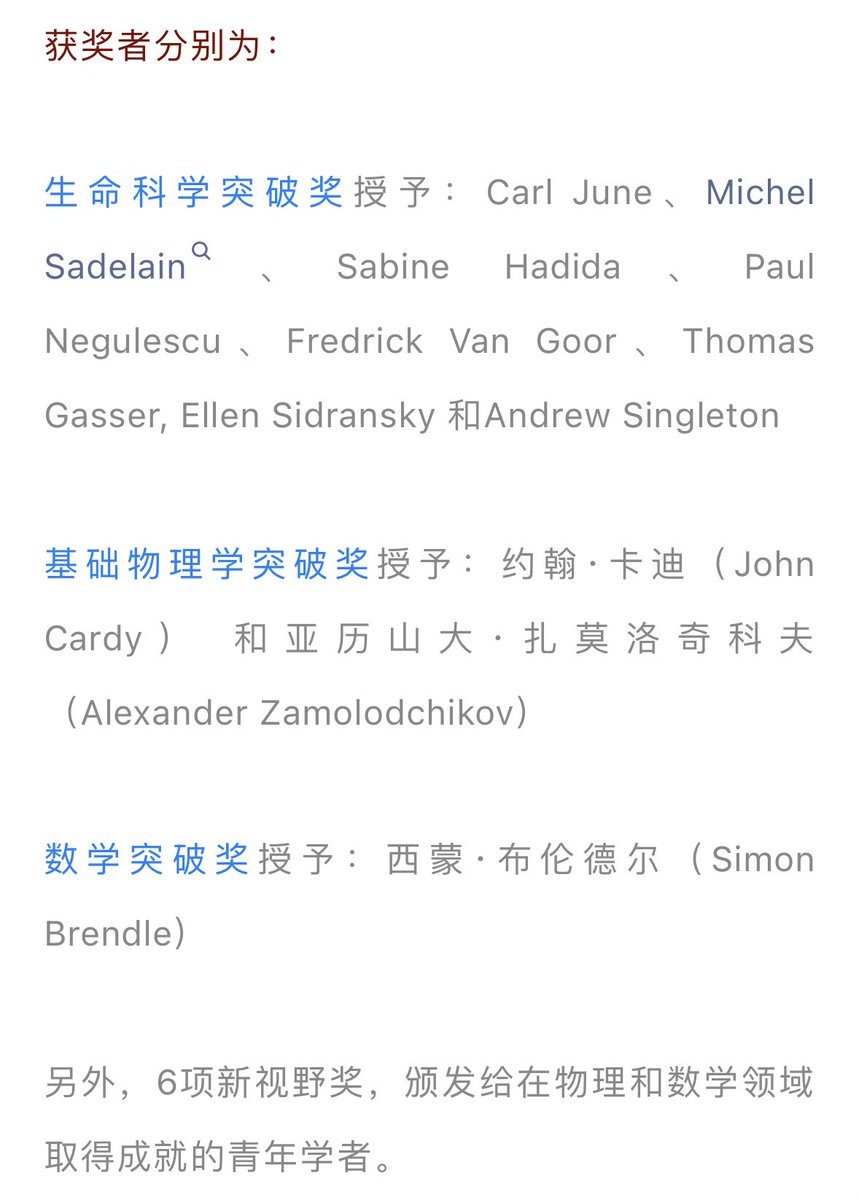 获奖者分别为：
生命科学突破奖授予： Carl June、Michel
Sadelain 、 Sabine Hadida 、 Paul
Negulescu、Fredrick Van Goor、Thomas
Gasser, Ellen Sidransky 和Andrew Singleton
基础物理学突破奖授予： 约翰·卡迪（John
Cardy） 和亚历山大·扎莫洛奇科夫
（Alexander Zamolodchikov）
数学突破奖授予： 西蒙·布伦德尔（Simon
Brendle）
另外，6项新视野奖，颁发给在物理和数学领域
取得成就的青年学者。